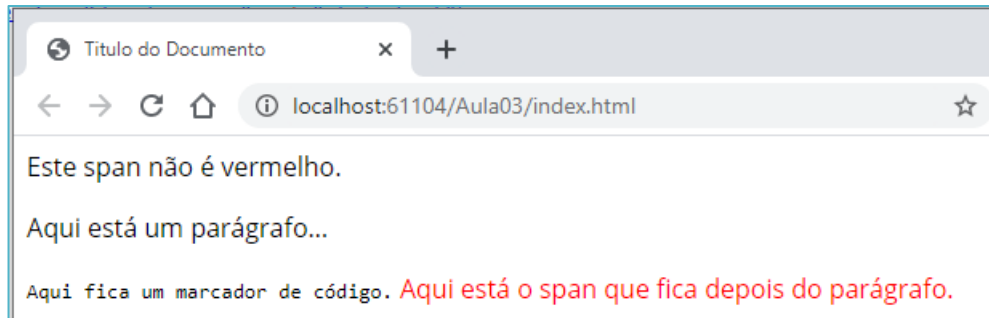 Titulo do Documento
localhost:61104/Aula03/index.html
Este span não é vermelho.
Aqui está um parágrafo...
Aqui fica um marcador de código. Aqui está o span que fica depois do parágrafo.